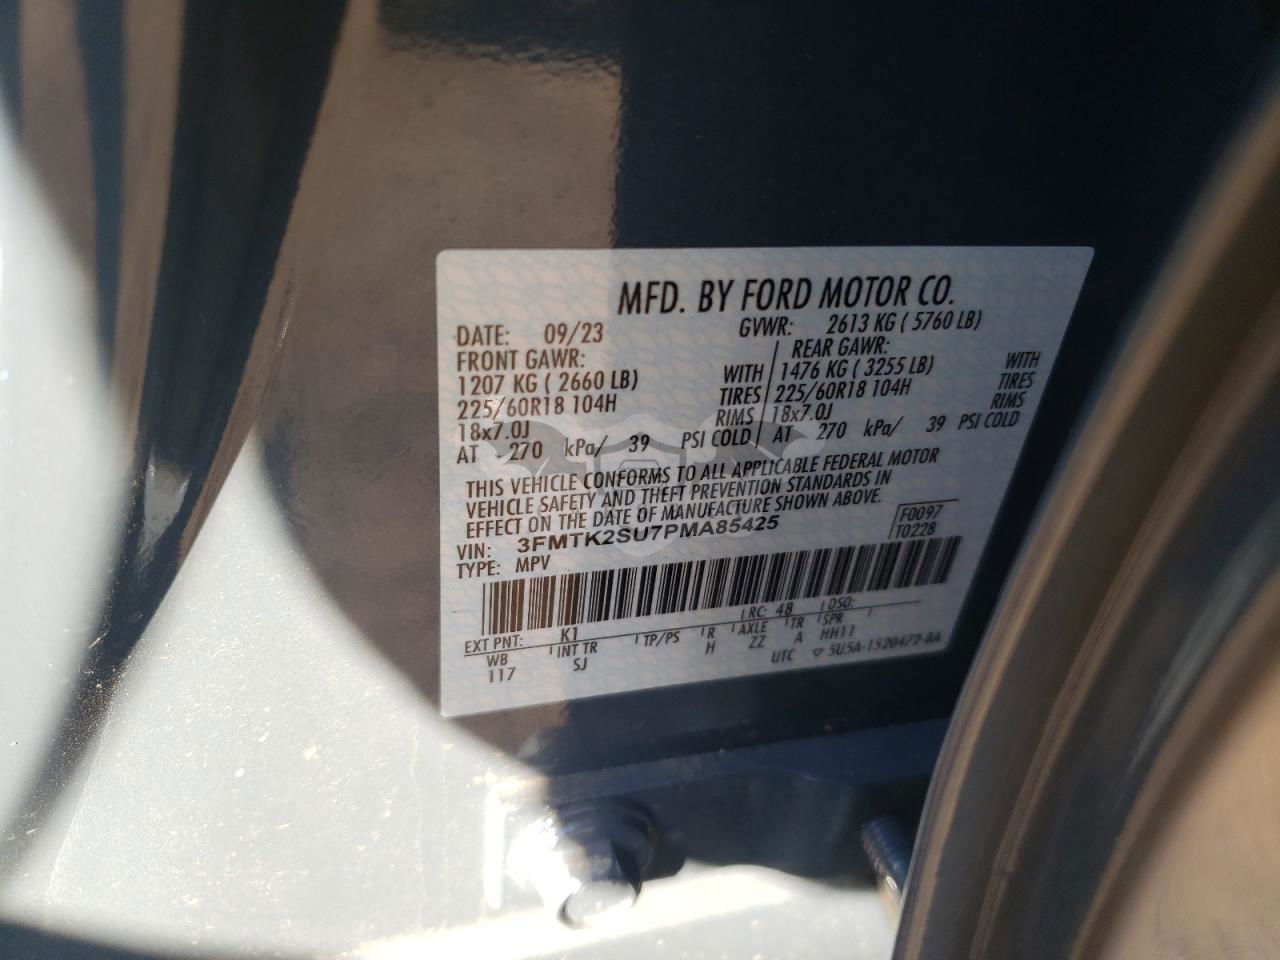 MFD. BY FORD MOTOR CO.
DATE: 09/23 GVWR: 2613 KG ( 5760 LB)
FRONT GAWR: REAR GAWR:
1207 KG ( 2660 LB) WITH 1476 KG ( 3255 LB) WITH
225/60R18 104H TIRES 225/60R18 104H TIRES
18x7.0J RIMS 18x7.0J RIMS
AT 270 kPa/ 39 PSI COLD AT 270 kPa/ 39 PSI COLD
THIS VEHICLE CONFORMS TO ALL APPLICABLE FEDERAL MOTOR
VEHICLE SAFETY AND THEFT PREVENTION STANDARDS IN
EFFECT ON THE DATE OF MANUFACTURE SHOWN ABOVE.
VIN: 3FMTK2SU7PMA85425 F0097
TYPE: MPV T0228
EXT PNT: K1 RC: 48 DSO:
WB INT TR TP/PS R AXLE TR SPR
117 SJ H ZZ A HH11
UTC ▽ 5U5A-1520472-BA